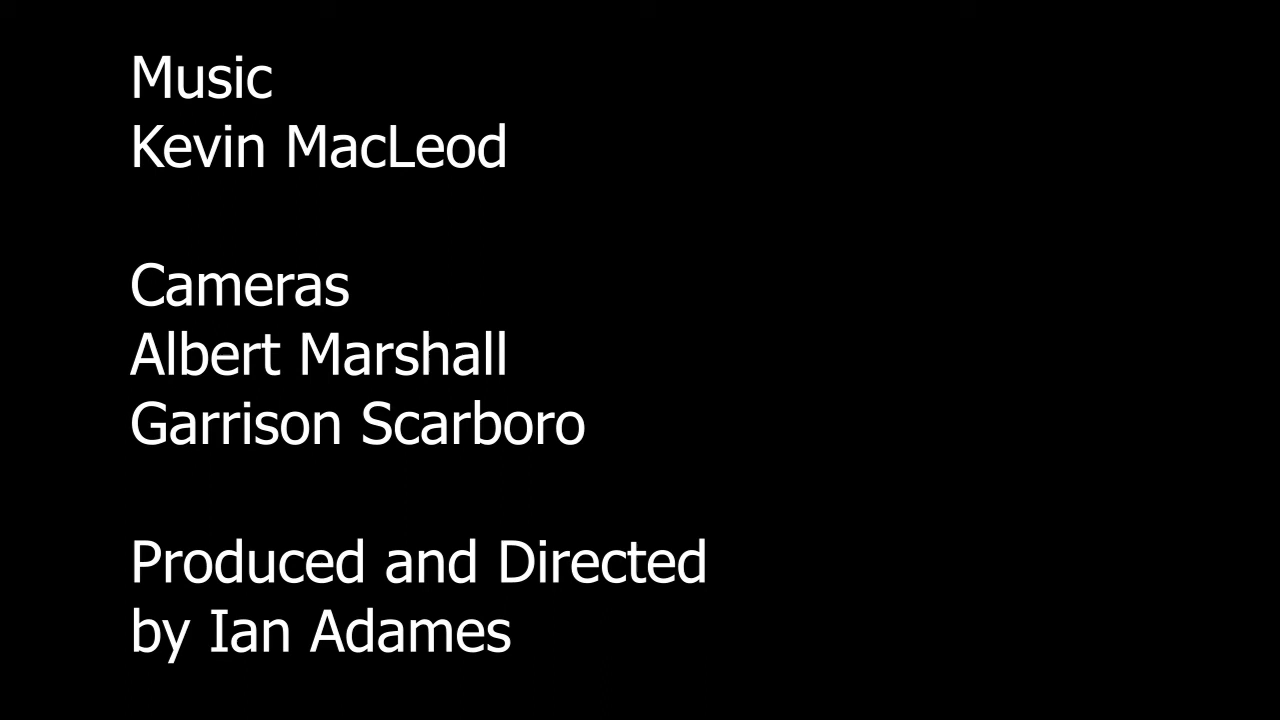 Music
Kevin MacLeod
Cameras
Albert Marshall
Garrison Scarboro
Produced and Directed
by Ian Adames